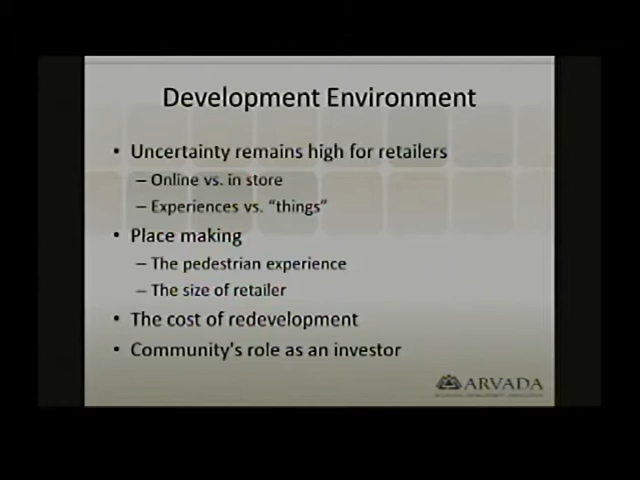 Development Environment
• Uncertainty remains high for retailers
– Online vs. in store
– Experiences vs. "things"
• Place making
– The pedestrian experience
– The size of retailer
• The cost of redevelopment
• Community's role as an investor
ARVADA